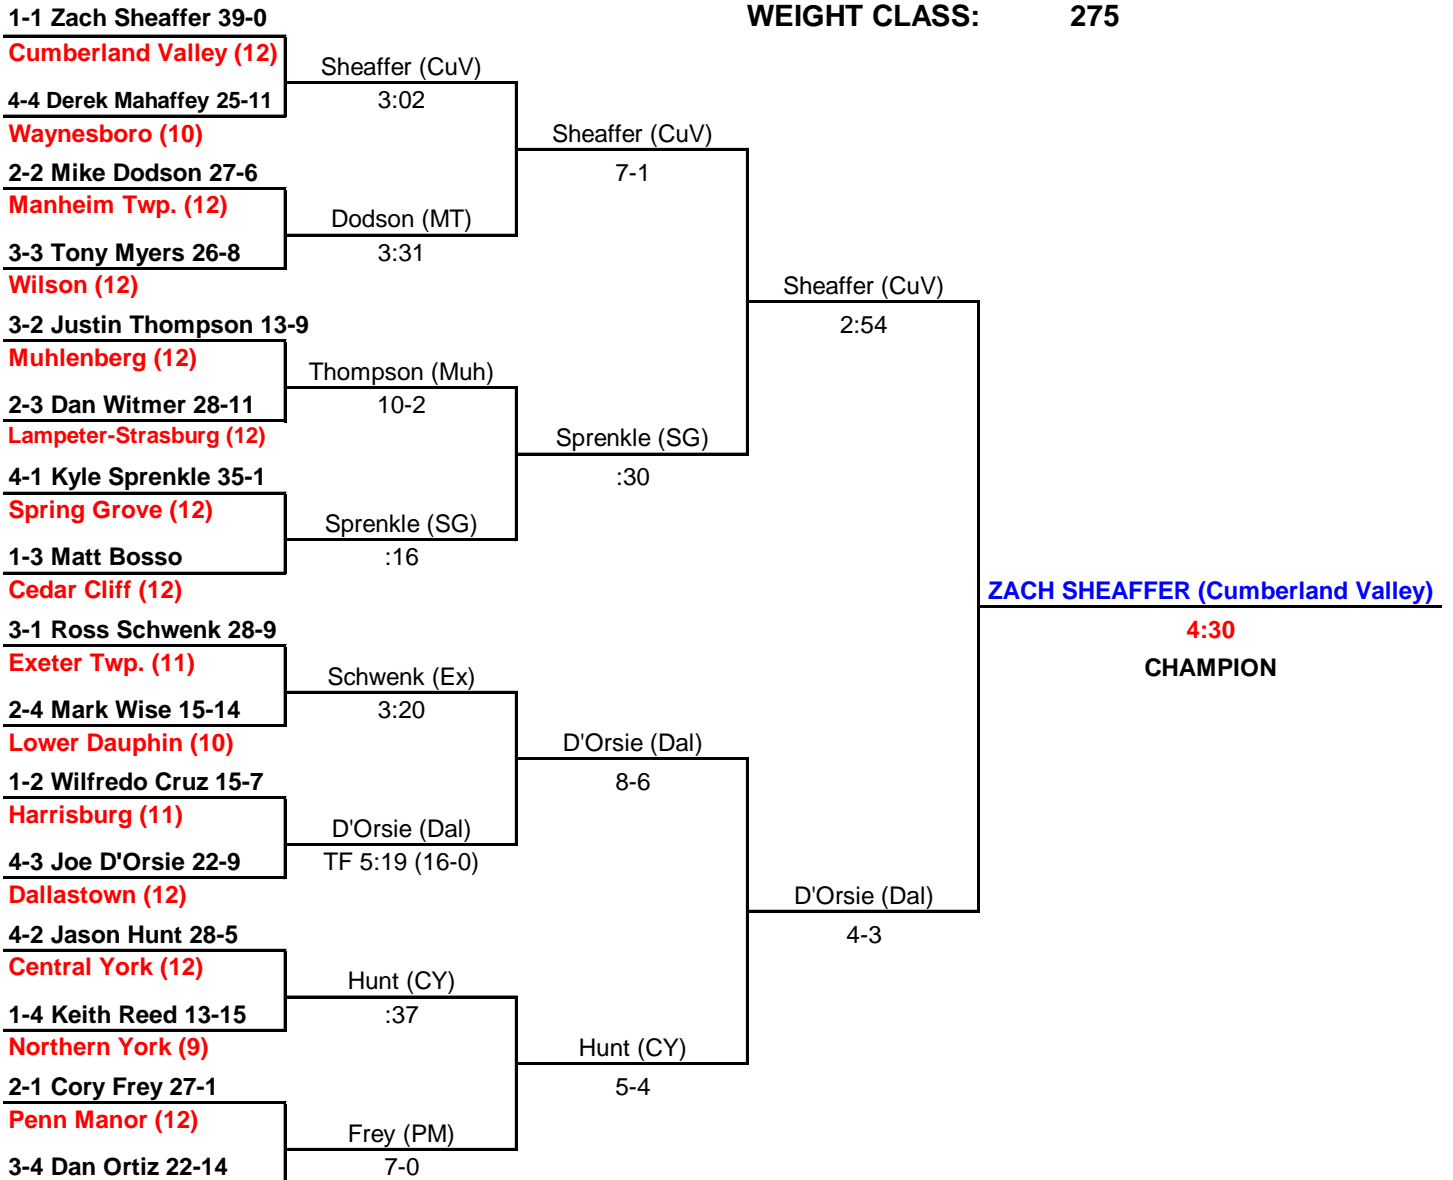 1-1 Zach Sheaffer 39-0
WEIGHT CLASS: 275
Cumberland Valley (12)
Sheaffer (CuV)
4-4 Derek Mahaffey 25-11
3:02
Waynesboro (10)
Sheaffer (CuV)
2-2 Mike Dodson 27-6
7-1
Manheim Twp. (12)
Dodson (MT)
3-3 Tony Myers 26-8
3:31
Wilson (12)
Sheaffer (CuV)
3-2 Justin Thompson 13-9
2:54
Muhlenberg (12)
Thompson (Muh)
2-3 Dan Witmer 28-11
10-2
Lampeter-Strasburg (12)
Sprenkle (SG)
4-1 Kyle Sprenkle 35-1
:30
Spring Grove (12)
Sprenkle (SG)
1-3 Matt Bosso
:16
Cedar Cliff (12)
ZACH SHEAFFER (Cumberland Valley)
3-1 Ross Schwenk 28-9
4:30
Exeter Twp. (11)
CHAMPION
Schwenk (Ex)
2-4 Mark Wise 15-14
3:20
Lower Dauphin (10)
D'Orsie (Dal)
1-2 Wilfredo Cruz 15-7
8-6
Harrisburg (11)
D'Orsie (Dal)
4-3 Joe D'Orsie 22-9
TF 5:19 (16-0)
Dallastown (12)
D'Orsie (Dal)
4-2 Jason Hunt 28-5
4-3
Central York (12)
Hunt (CY)
1-4 Keith Reed 13-15
:37
Northern York (9)
Hunt (CY)
2-1 Cory Frey 27-1
5-4
Penn Manor (12)
Frey (PM)
3-4 Dan Ortiz 22-14
7-0